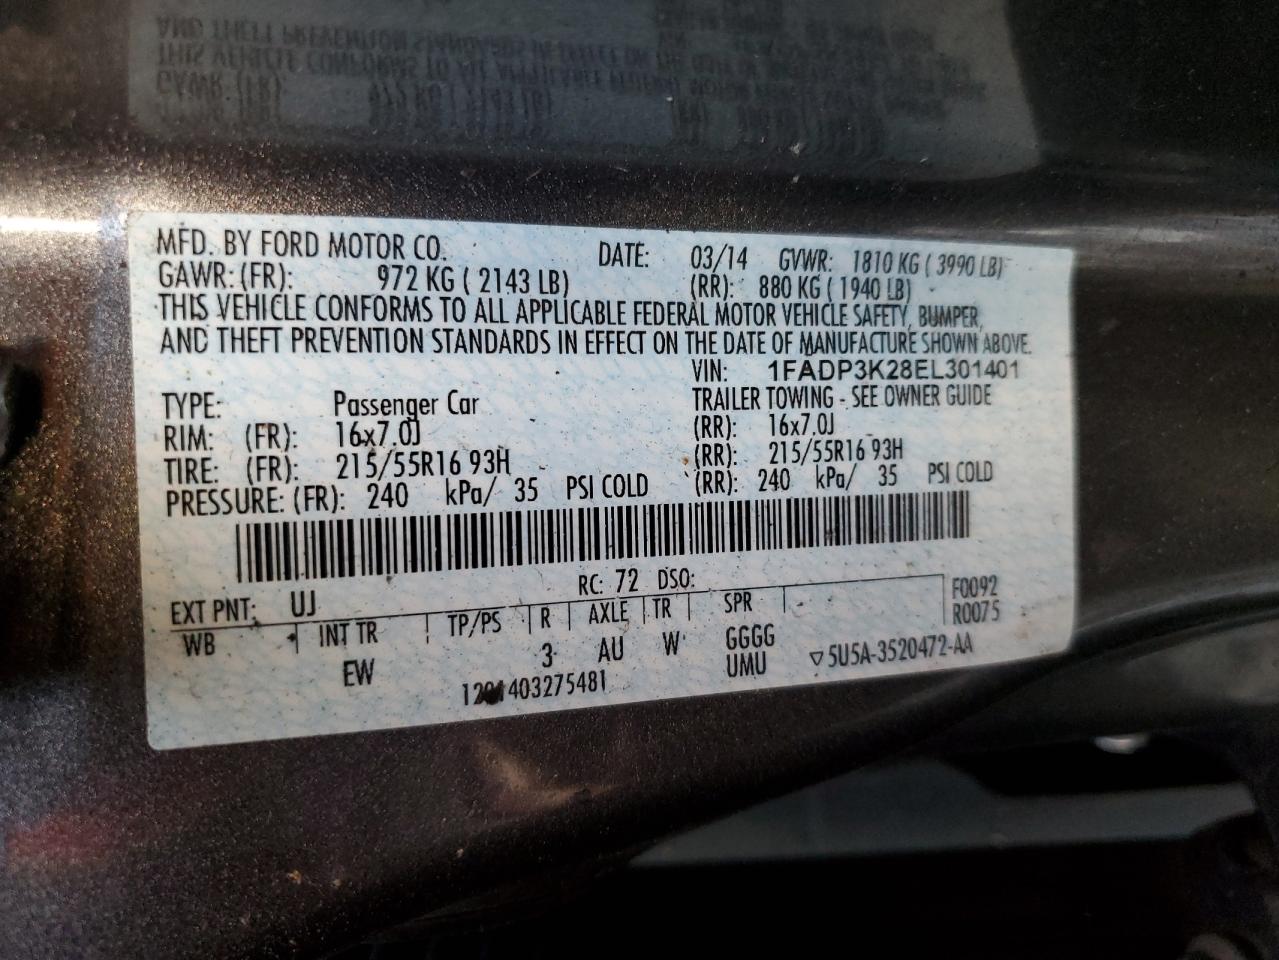 MFD. BY FORD MOTOR CO. DATE: 03/14 GVWR: 1810 KG ( 3990 LB)
GAWR: (FR): 972 KG ( 2143 LB) (RR): 880 KG ( 1940 LB)
THIS VEHICLE CONFORMS TO ALL APPLICABLE FEDERAL MOTOR VEHICLE SAFETY, BUMPER,
AND THEFT PREVENTION STANDARDS IN EFFECT ON THE DATE OF MANUFACTURE SHOWN ABOVE.
VIN: 1FADP3K28EL301401
TYPE: Passenger Car TRAILER TOWING - SEE OWNER GUIDE
RIM: (FR): 16x7.0J (RR): 16x7.0J
TIRE: (FR): 215/55R16 93H (RR): 215/55R16 93H
PRESSURE: (FR): 240 kPa/ 35 PSI COLD (RR): 240 kPa/ 35 PSI COLD
EXT PNT: UJ RC: 72 DSO: F0092
WB INT TR TP/PS R AXLE TR SPR R0075
EW 3 AU W GGGG
UMU ▽5U5A-3520472-AA
1201403275481